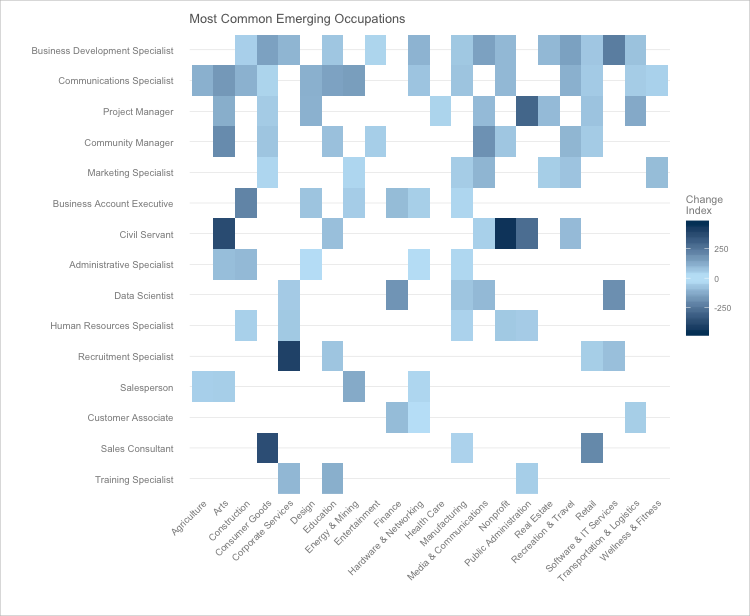 Most Common Emerging Occupations
Business Development Specialist
Communications Specialist
Project Manager
Community Manager
Marketing Specialist
Business Account Executive
Civil Servant
Administrative Specialist
Data Scientist
Human Resources Specialist
Recruitment Specialist
Salesperson
Customer Associate
Sales Consultant
Training Specialist
Agriculture
Arts
Construction
Consumer Goods
Corporate Services
Design
Education
Energy & Mining
Entertainment
Finance
Hardware & Networking
Health Care
Manufacturing
Media & Communications
Nonprofit
Public Administration
Real Estate
Recreation & Travel
Retail
Software & IT Services
Transportation & Logistics
Wellness & Fitness
Change
Index
250
0
-250